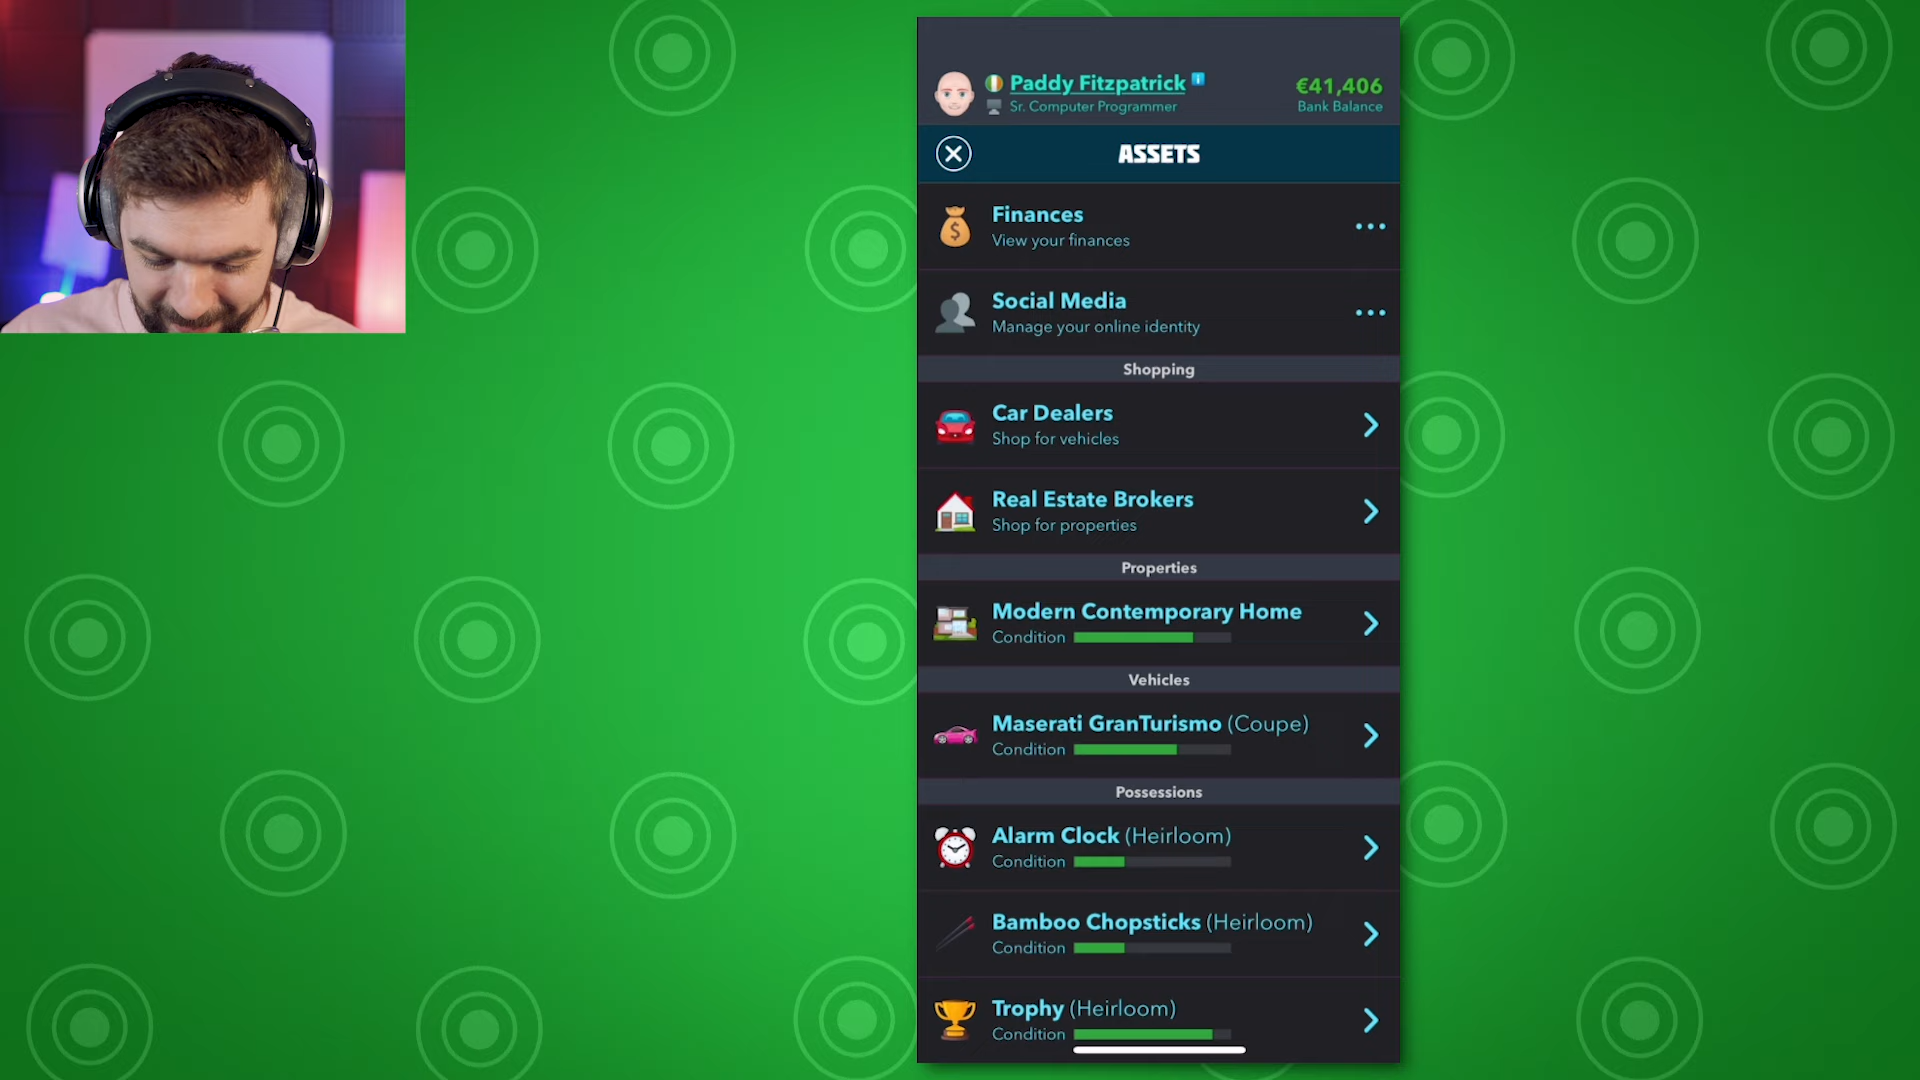 Paddy Fitzpatrick
Sr. Computer Programmer
€41,406
Bank Balance
ASSETS
Finances
View your finances
Social Media
Manage your online identity
Shopping
Car Dealers
Shop for vehicles
Real Estate Brokers
Shop for properties
Properties
Modern Contemporary Home
Condition
Vehicles
Maserati GranTurismo (Coupe)
Condition
Possessions
Alarm Clock (Heirloom)
Condition
Bamboo Chopsticks (Heirloom)
Condition
Trophy (Heirloom)
Condition